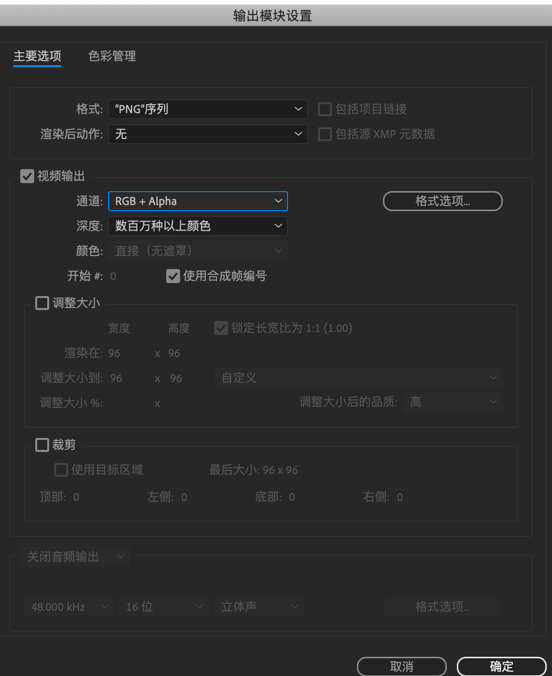 输出模块设置
主要选项 色彩管理
格式: "PNG"序列 包括项目链接
渲染后动作: 无 包括源 XMP 元数据
视频输出
通道: RGB + Alpha 格式选项...
深度: 数百万种以上颜色
颜色: 直接（无遮罩）
开始 #: 0 使用合成帧编号
调整大小
宽度 高度 锁定长宽比为 1:1 (1.00)
渲染在: 96 x 96
调整大小到: 96 x 96 自定义
调整大小 %: x 调整大小后的品质: 高
裁剪
使用目标区域 最后大小: 96 x 96
顶部: 0 左侧: 0 底部: 0 右侧: 0
关闭音频输出
48.000 kHz 16 位 立体声 格式选项...
取消 确定